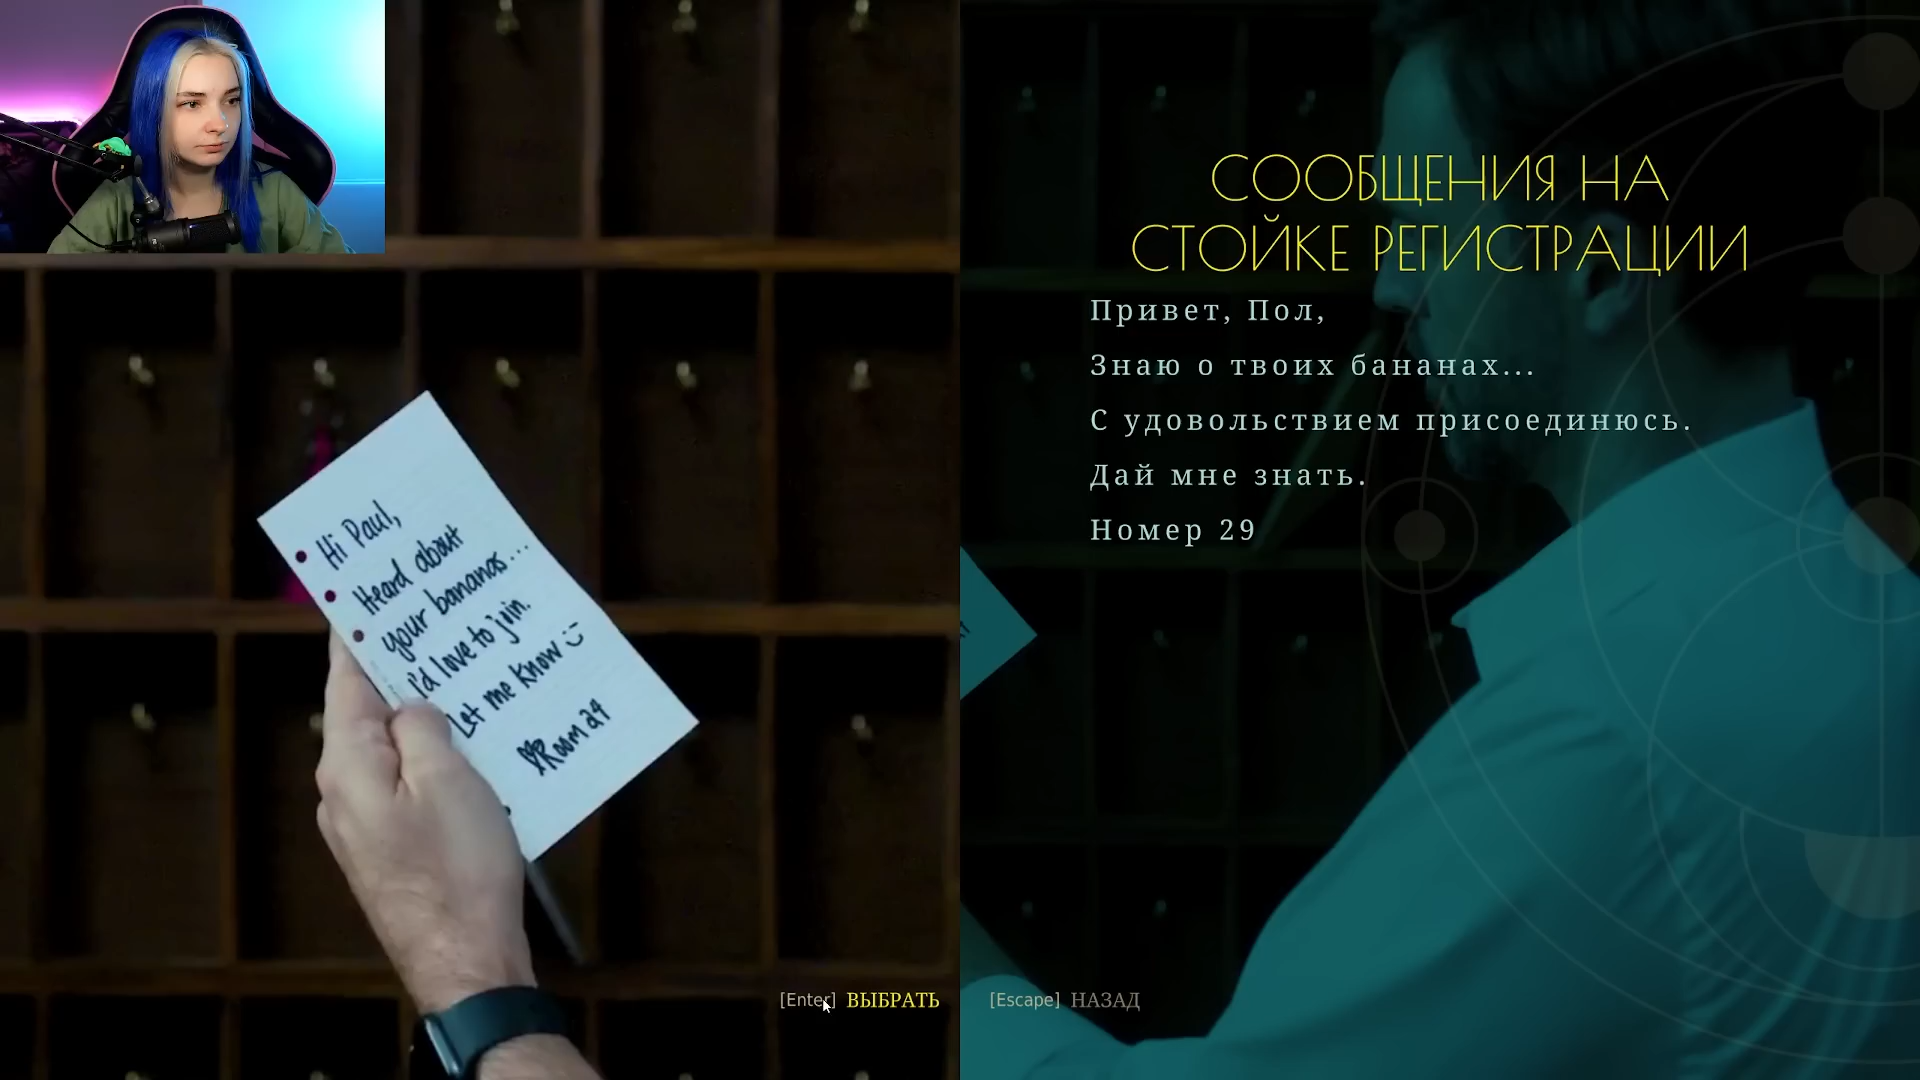 Hi Paul,
Heard about
your bananas...
I'd love to join.
Let me know
Room 29
[Enter] ВЫБРАТЬ
СООБЩЕНИЯ НА
СТОЙКЕ РЕГИСТРАЦИИ
Привет, Пол,
Знаю о твоих бананах...
С удовольствием присоединюсь.
Дай мне знать.
Номер 29
[Escape] НАЗАД